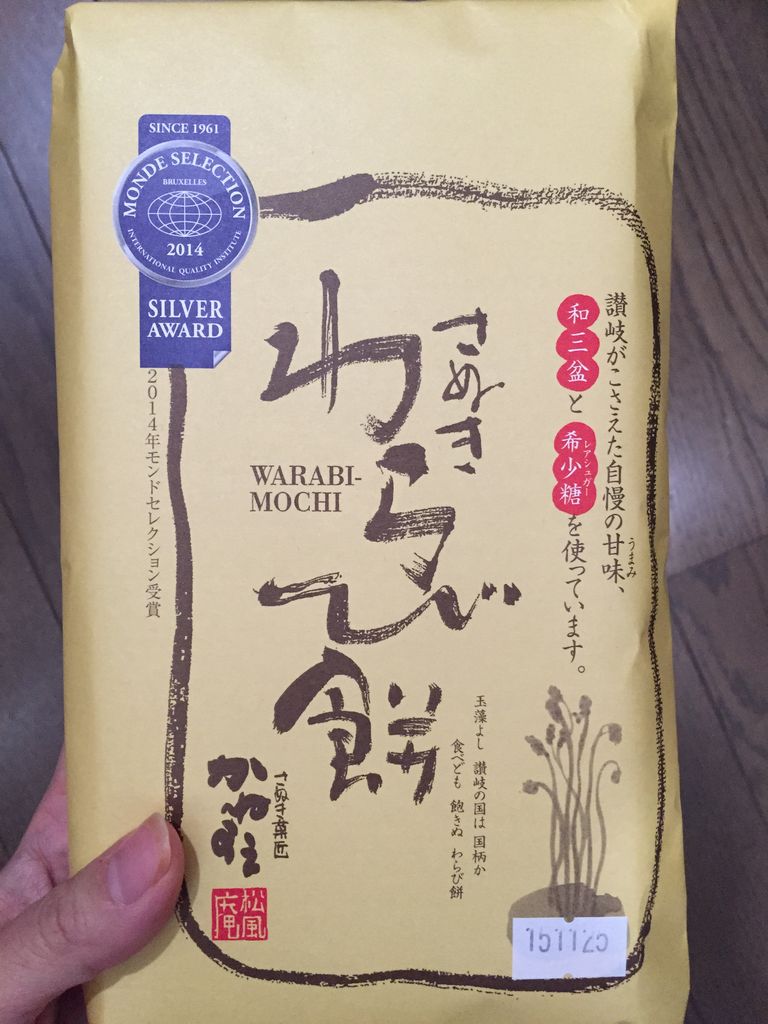 SINCE 1961
MONDE SELECTION
BRUXELLES
2014
INTERNATIONAL QUALITY INSTITUTE
SILVER
AWARD
2014年モンドセレクション受賞
讃岐がこさえた自慢の甘味、
うまみ
和三盆と希少糖を使っています。
レアシュガー
さぬき
わらび餅
WARABI-
MOCHI
玉藻よし 讃岐の国は 国柄か
食べども 飽きぬ わらび餅
さぬき菓匠
松風庵
151125